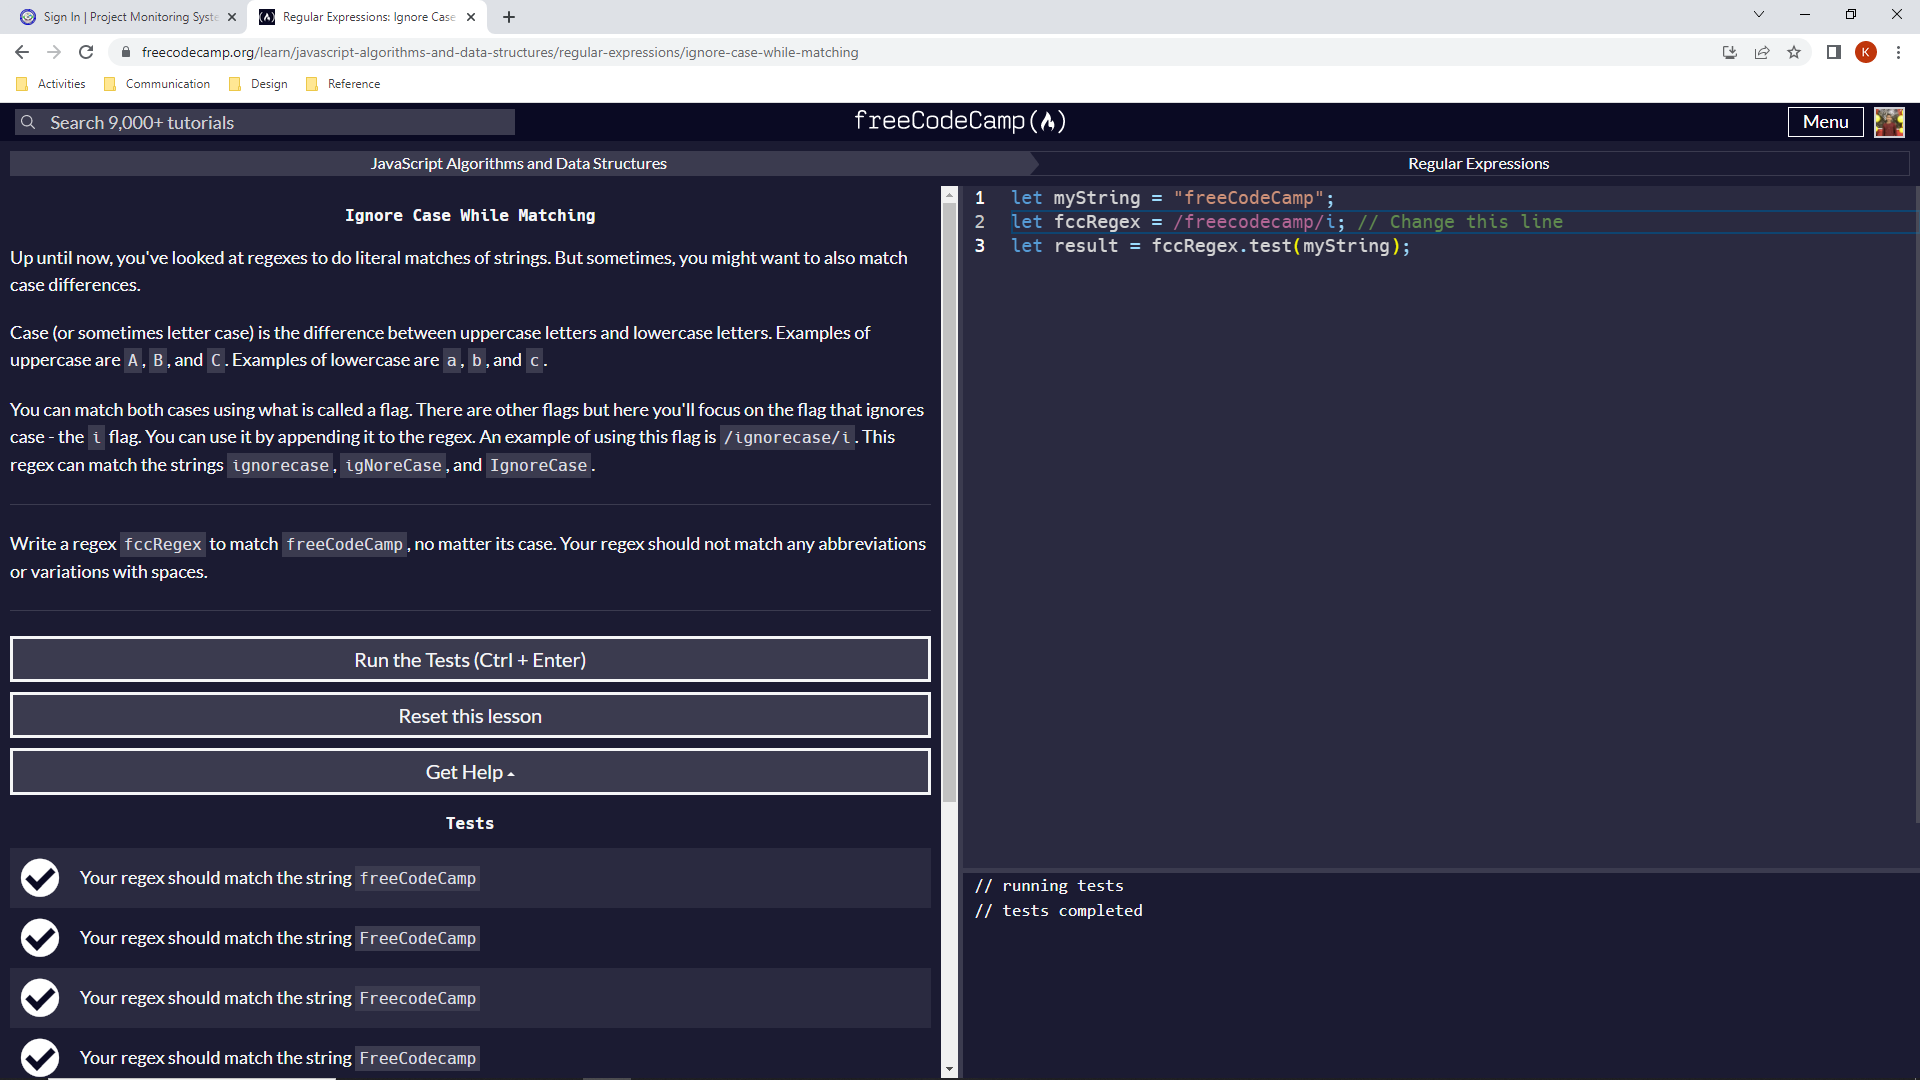 Sign In | Project Monitoring Syste
Regular Expressions: Ignore Case
freecodecamp.org/learn/javascript-algorithms-and-data-structures/regular-expressions/ignore-case-while-matching
K
Activities
Communication
Design
Reference
Search 9,000+ tutorials
freeCodeCamp
Menu
JavaScript Algorithms and Data Structures
Regular Expressions
Ignore Case While Matching
Up until now, you've looked at regexes to do literal matches of strings. But sometimes, you might want to also match
case differences.
Case (or sometimes letter case) is the difference between uppercase letters and lowercase letters. Examples of
uppercase are A, B, and C. Examples of lowercase are a, b, and c.
You can match both cases using what is called a flag. There are other flags but here you'll focus on the flag that ignores
case - the i flag. You can use it by appending it to the regex. An example of using this flag is /ignorecase/i. This
regex can match the strings ignorecase, igNoreCase, and IgnoreCase.
Write a regex fccRegex to match freeCodeCamp, no matter its case. Your regex should not match any abbreviations
or variations with spaces.
Run the Tests (Ctrl + Enter)
Reset this lesson
Get Help
Tests
Your regex should match the string freeCodeCamp
Your regex should match the string FreeCodeCamp
Your regex should match the string FreecodeCamp
Your regex should match the string FreeCodecamp
1 let myString = "freeCodeCamp";
2 let fccRegex = /freecodecamp/i; // Change this line
3 let result = fccRegex.test(myString);
// running tests
// tests completed